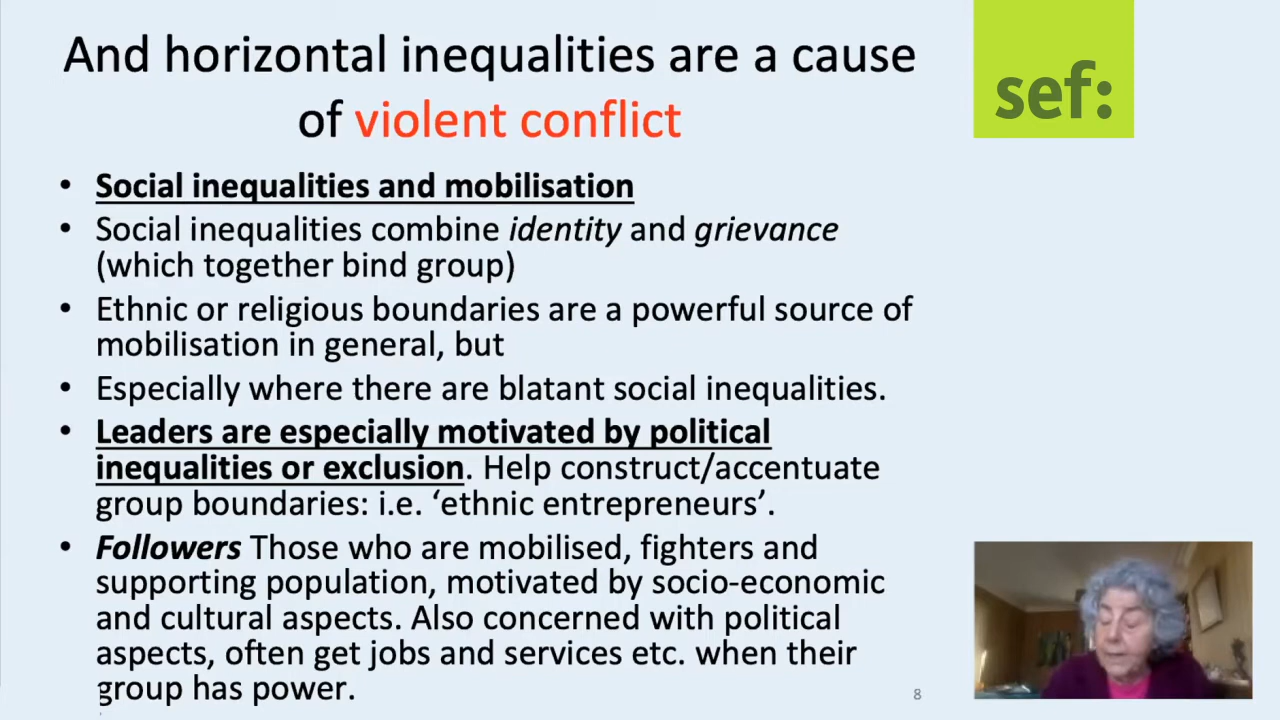 And horizontal inequalities are a cause
of violent conflict
sef:
• Social inequalities and mobilisation
• Social inequalities combine identity and grievance
(which together bind group)
• Ethnic or religious boundaries are a powerful source of
mobilisation in general, but
• Especially where there are blatant social inequalities.
• Leaders are especially motivated by political
inequalities or exclusion. Help construct/accentuate
group boundaries: i.e. ‘ethnic entrepreneurs’.
• Followers Those who are mobilised, fighters and
supporting population, motivated by socio-economic
and cultural aspects. Also concerned with political
aspects, often get jobs and services etc. when their
group has power.
8